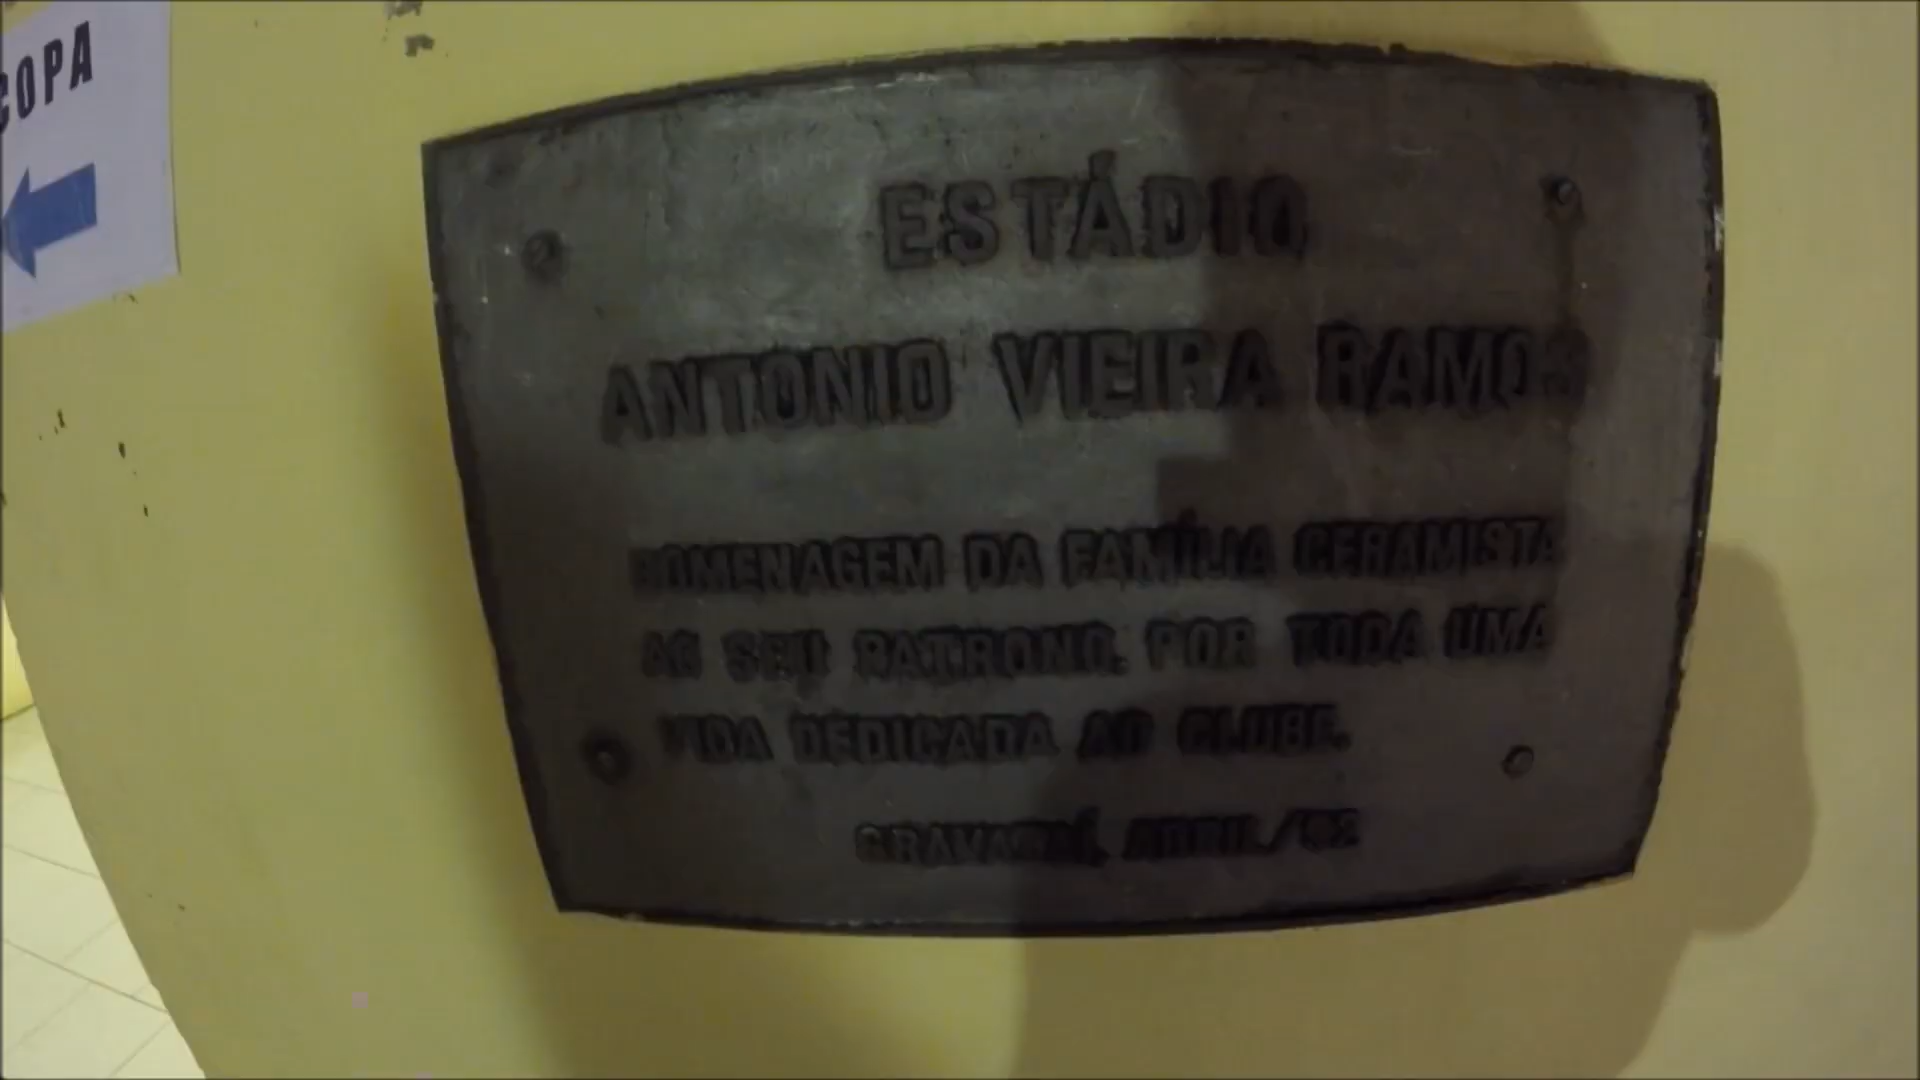 COPA
ESTÁDIO
ANTONIO VIEIRA RAMOS
HOMENAGEM DA FAMÍLIA CERAMISTA
AO SEU PATRONO. POR TODA UMA
VIDA DEDICADA AO CLUBE.
GRAVATAÍ, ABRIL/